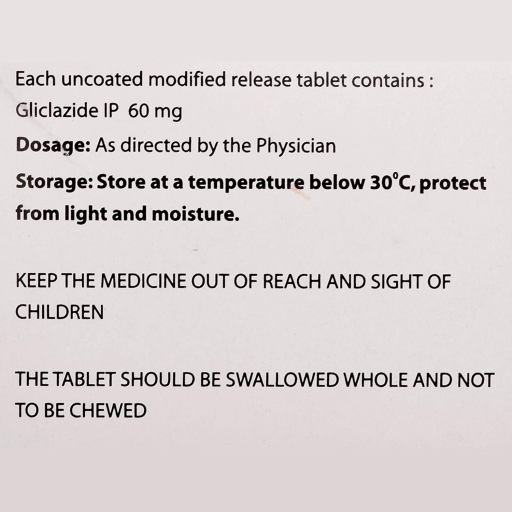 Each uncoated modified release tablet contains :
Gliclazide IP 60 mg
Dosage: As directed by the Physician
Storage: Store at a temperature below 30⁰C, protect
from light and moisture.
KEEP THE MEDICINE OUT OF REACH AND SIGHT OF
CHILDREN
THE TABLET SHOULD BE SWALLOWED WHOLE AND NOT
TO BE CHEWED